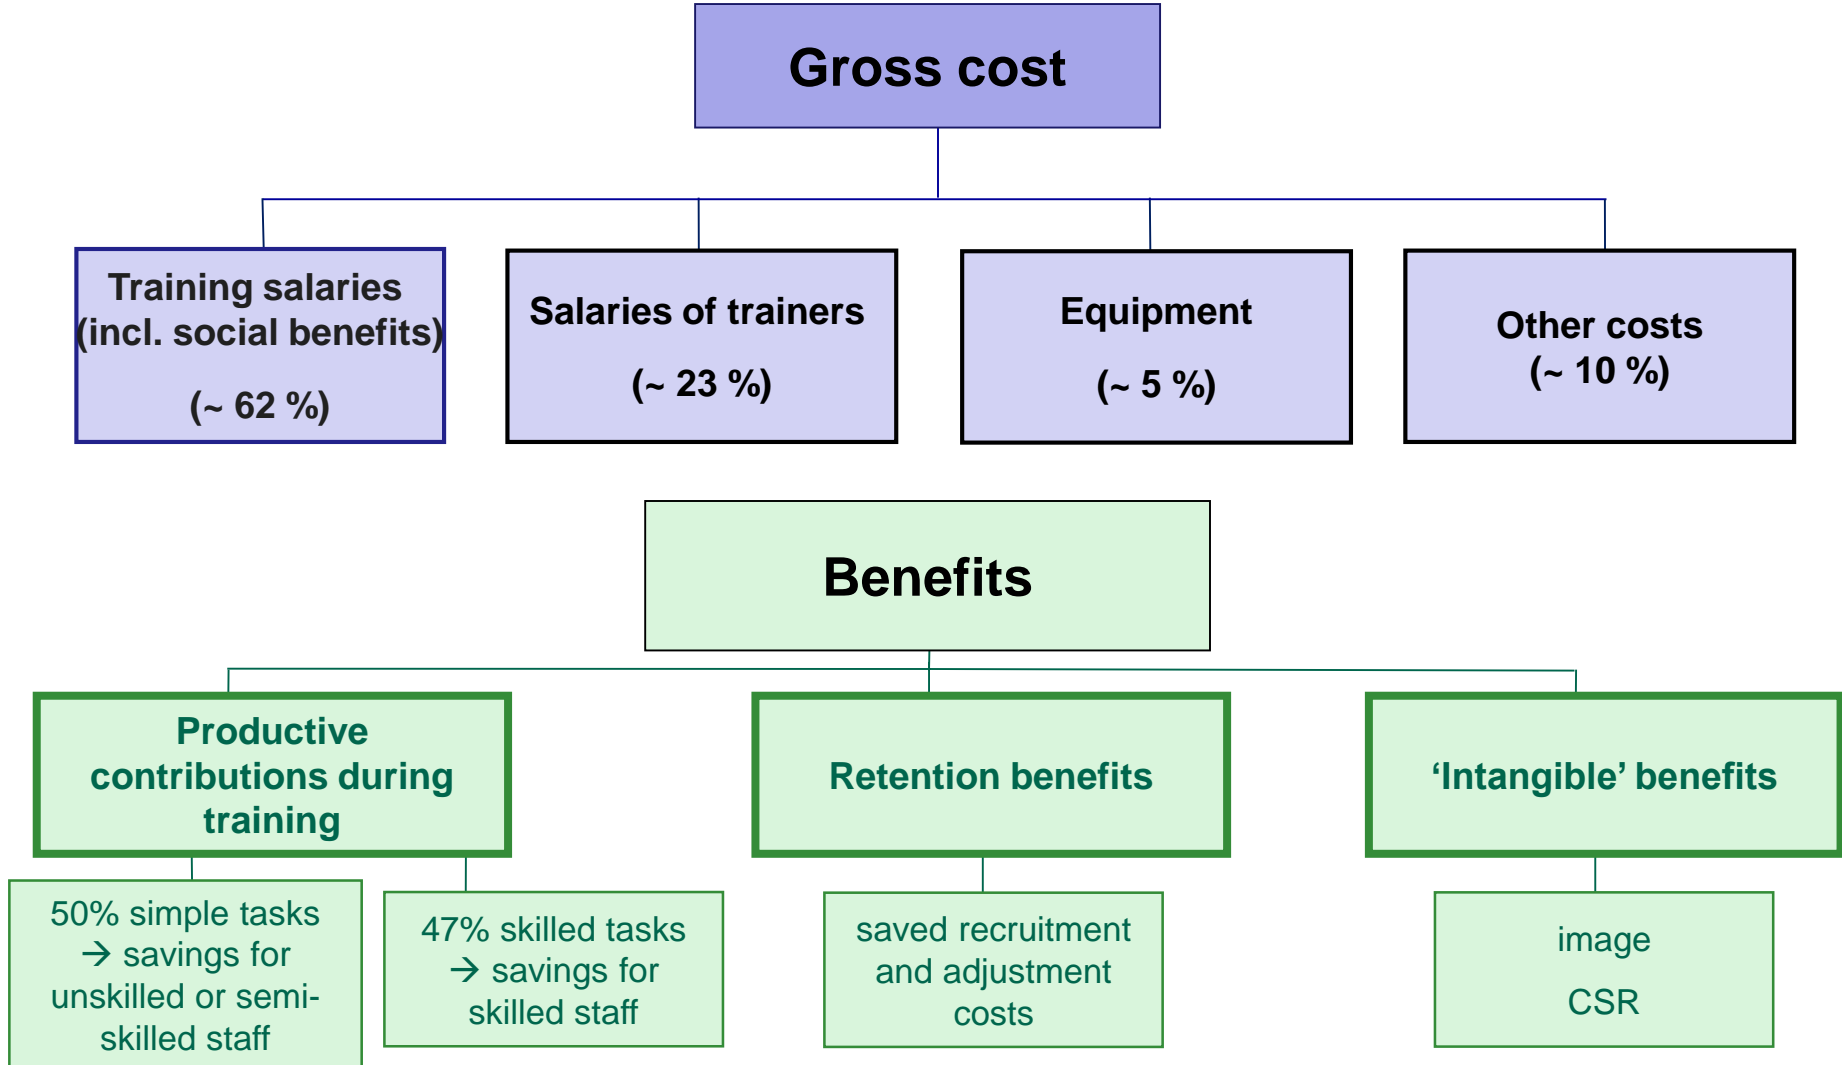 Gross cost
Training salaries
(incl. social benefits)
(~ 62 %)
Salaries of trainers
(~ 23 %)
Equipment
(~ 5 %)
Other costs
(~ 10 %)
Benefits
Productive
contributions during
training
Retention benefits
‘Intangible’ benefits
50% simple tasks
→ savings for
unskilled or semi-
skilled staff
47% skilled tasks
→ savings for
skilled staff
saved recruitment
and adjustment
costs
image
CSR